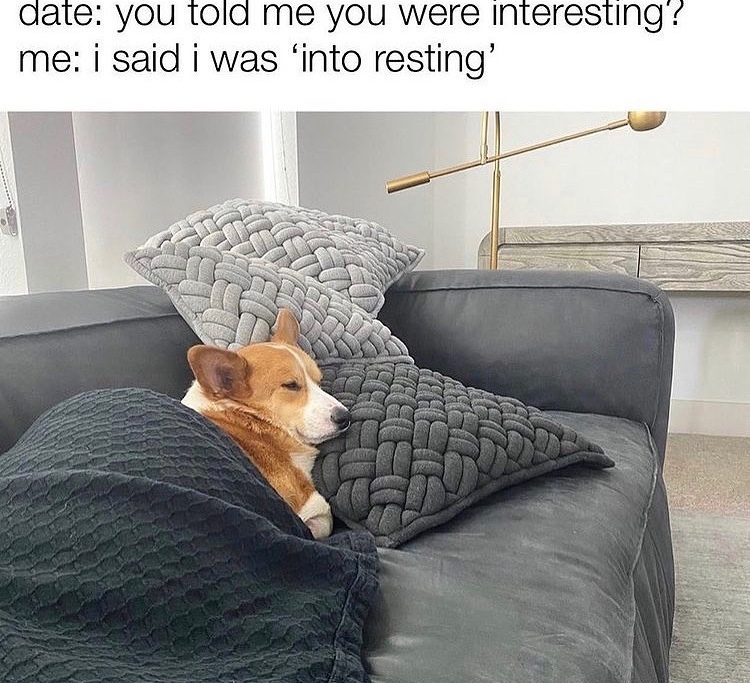 date: you told me you were interesting?
me: i said i was ‘into resting’